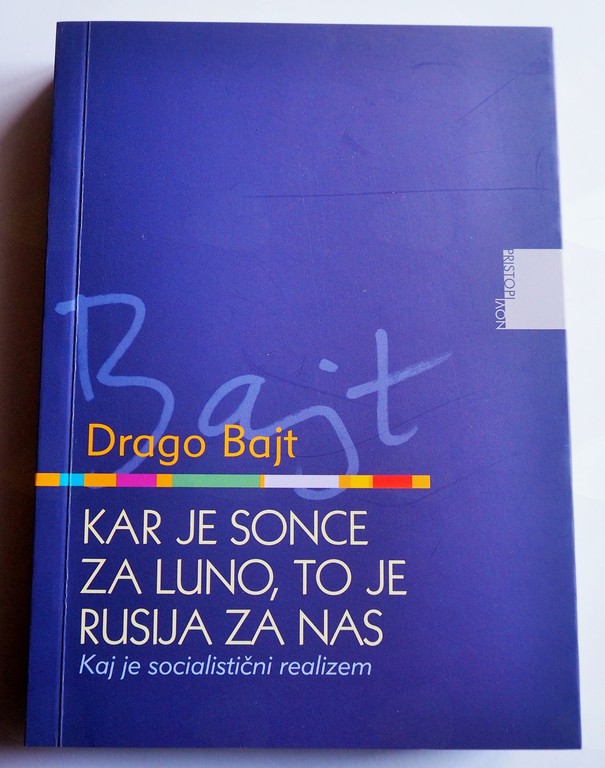 NOVI
PRISTOPI
Bajt
Drago Bajt
KAR JE SONCE
ZA LUNO, TO JE
RUSIJA ZA NAS
Kaj je socialistični realizem